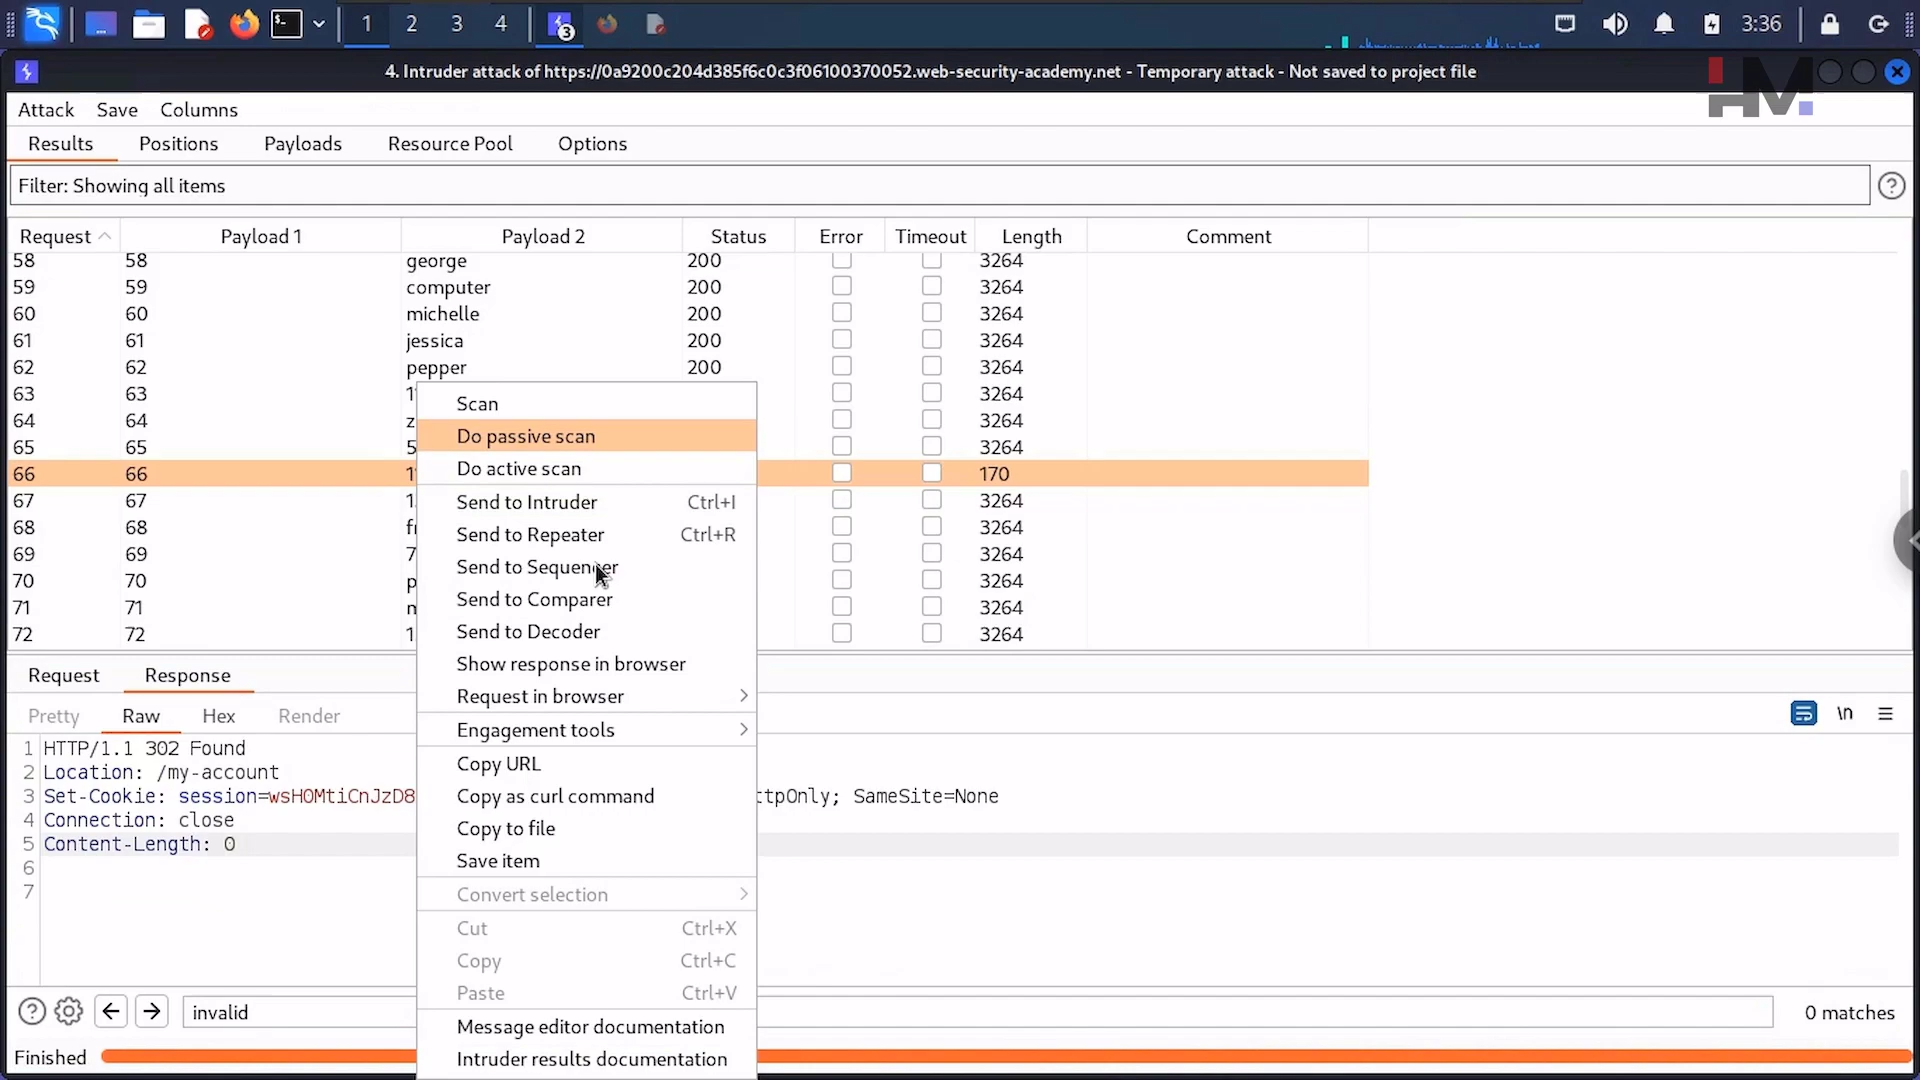 1 2 3 4 3 3:36
4. Intruder attack of https://0a9200c204d385f6c0c3f06100370052.web-security-academy.net - Temporary attack - Not saved to project file
HM
Attack Save Columns
Results Positions Payloads Resource Pool Options
Filter: Showing all items
Request Payload 1 Payload 2 Status Error Timeout Length Comment
58 58 george 200 3264
59 59 computer 200 3264
60 60 michelle 200 3264
61 61 jessica 200 3264
62 62 pepper 200 3264
63 63 3264
64 64 z 3264
65 65 5 3264
66 66 170
67 67 3264
68 68 3264
69 69 7 3264
70 70 p 3264
71 71 3264
72 72 3264
Scan
Do passive scan
Do active scan
Send to Intruder Ctrl+I
Send to Repeater Ctrl+R
Send to Sequencer
Send to Comparer
Send to Decoder
Show response in browser
Request in browser
Engagement tools
Copy URL
Copy as curl command
Copy to file
Save item
Convert selection
Cut Ctrl+X
Copy Ctrl+C
Paste Ctrl+V
Message editor documentation
Intruder results documentation
Request Response
Pretty Raw Hex Render \n
1 HTTP/1.1 302 Found
2 Location: /my-account
3 Set-Cookie: session=wsH0MtiCnJzD8 ttpOnly; SameSite=None
4 Connection: close
5 Content-Length: 0
6
7
invalid 0 matches
Finished